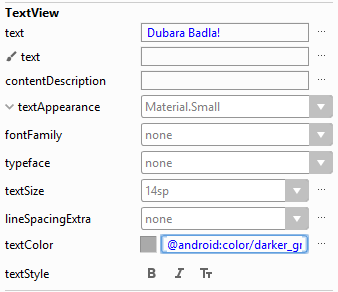 TextView
text Dubara Badla! ...
text ...
contentDescription ...
textAppearance Material.Small
fontFamily none ...
typeface none ...
textSize 14sp ...
lineSpacingExtra none ...
textColor @android:color/darker_gr ...
textStyle B I Tт